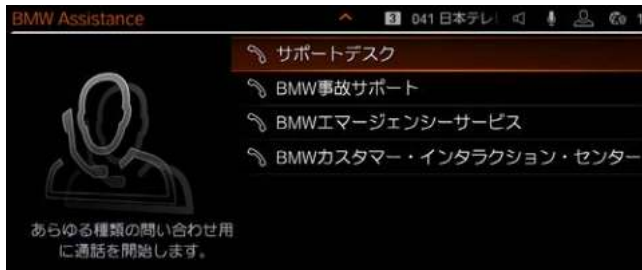 BMW Assistance
3 041 日本テレ
サポートデスク
BMW事故サポート
BMWエマージェンシーサービス
BMWカスタマー・インタラクション・センター
あらゆる種類の問い合わせ用
に通話を開始します。